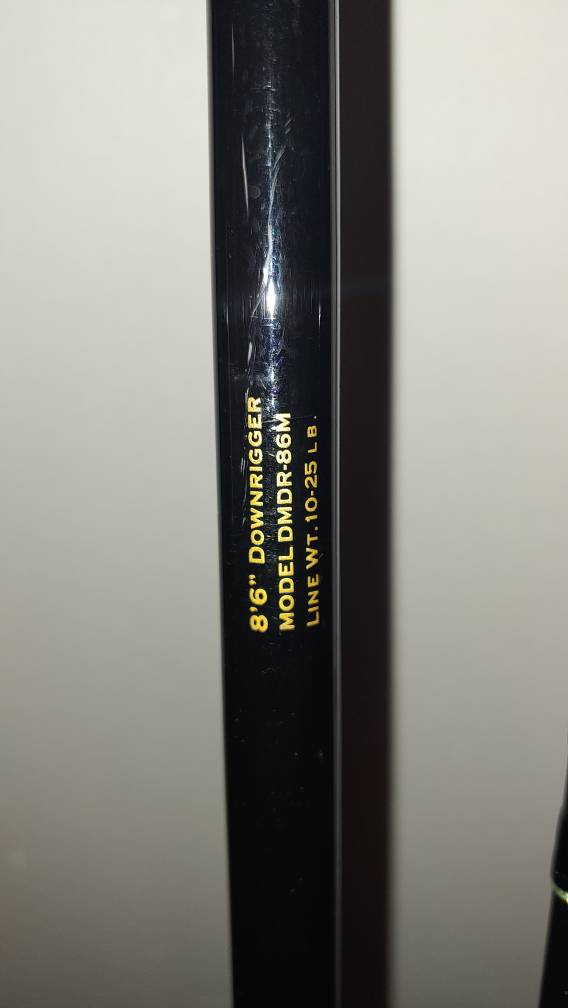 8'6" DOWNRIGGER
MODEL DMDR-86M
LINE WT. 10-25 LB.